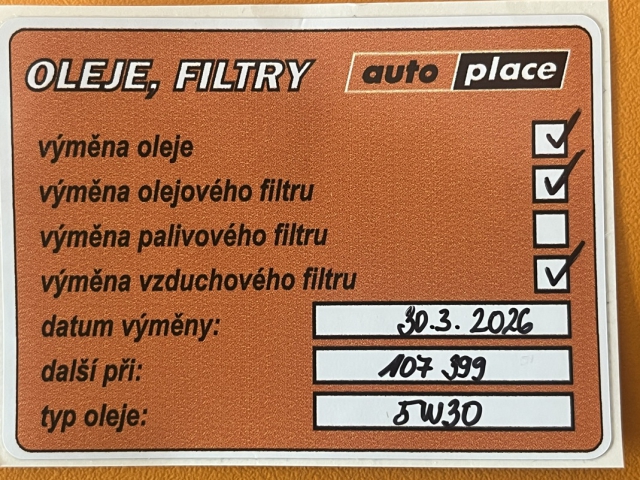 OLEJE, FILTRY auto place
výměna oleje
výměna olejového filtru
výměna palivového filtru
výměna vzduchového filtru
datum výměny: 30.3. 2026
další při: 107 399
typ oleje: 5W30